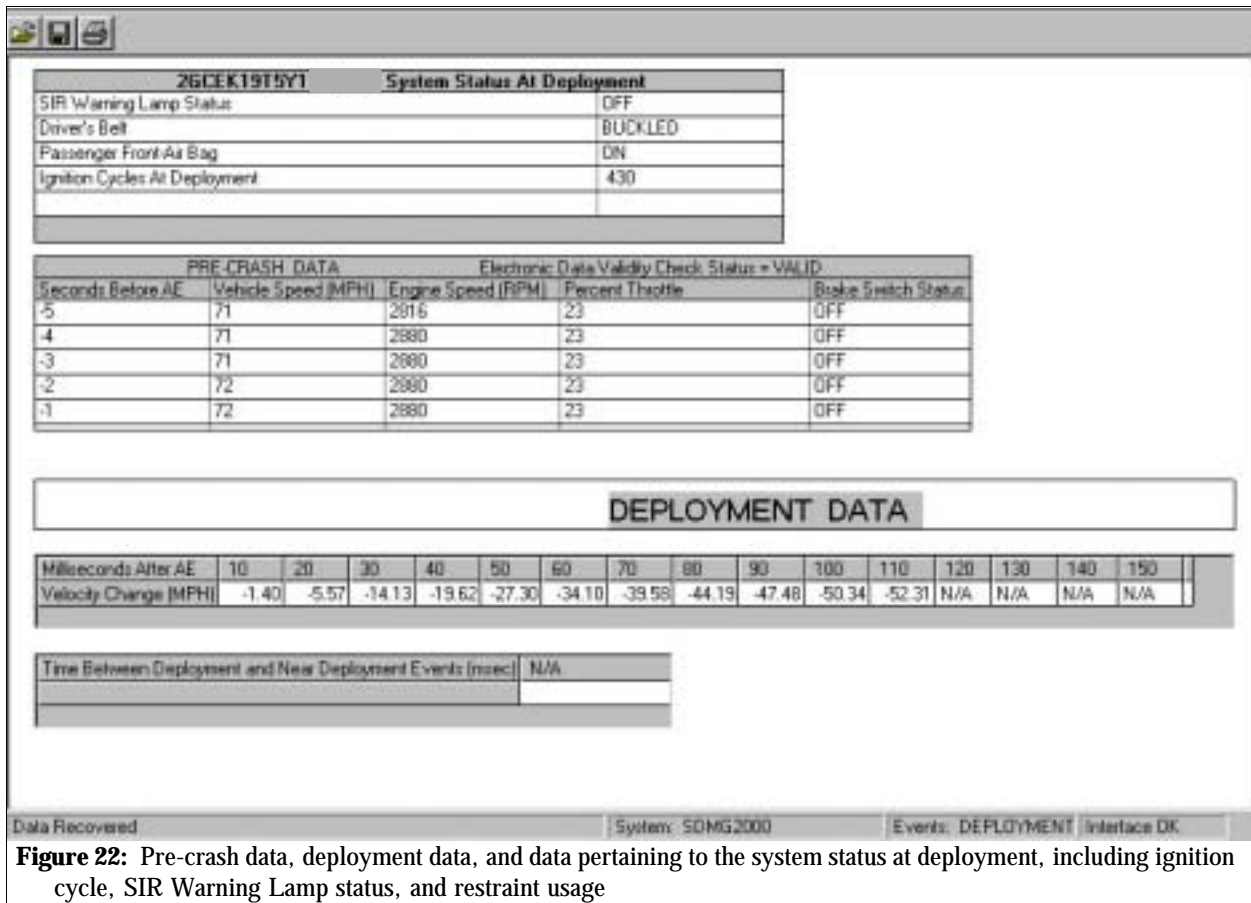 2GCEK19T5Y1 System Status At Deployment
SIR Warning Lamp Status OFF
Driver's Belt BUCKLED
Passenger Front Air Bag ON
Ignition Cycles At Deployment 430
PRE-CRASH DATA Electronic Data Validity Check Status = VALID
Seconds Before AE Vehicle Speed (MPH) Engine Speed (RPM) Percent Throttle Brake Switch Status
-5 71 2816 23 OFF
-4 71 2880 23 OFF
-3 71 2880 23 OFF
-2 72 2880 23 OFF
-1 72 2880 23 OFF
DEPLOYMENT DATA
Milliseconds After AE 10 20 30 40 50 60 70 80 90 100 110 120 130 140 150
Velocity Change (MPH) -1.40 -5.57 -14.13 -19.62 -27.30 -34.10 -39.58 -44.19 -47.48 -50.34 -52.31 N/A N/A N/A N/A
Time Between Deployment and Near Deployment Events (msec) N/A
Data Recovered System: SDMG2000 Events: DEPLOYMENT Interface OK
Figure 22: Pre-crash data, deployment data, and data pertaining to the system status at deployment, including ignition
cycle, SIR Warning Lamp status, and restraint usage